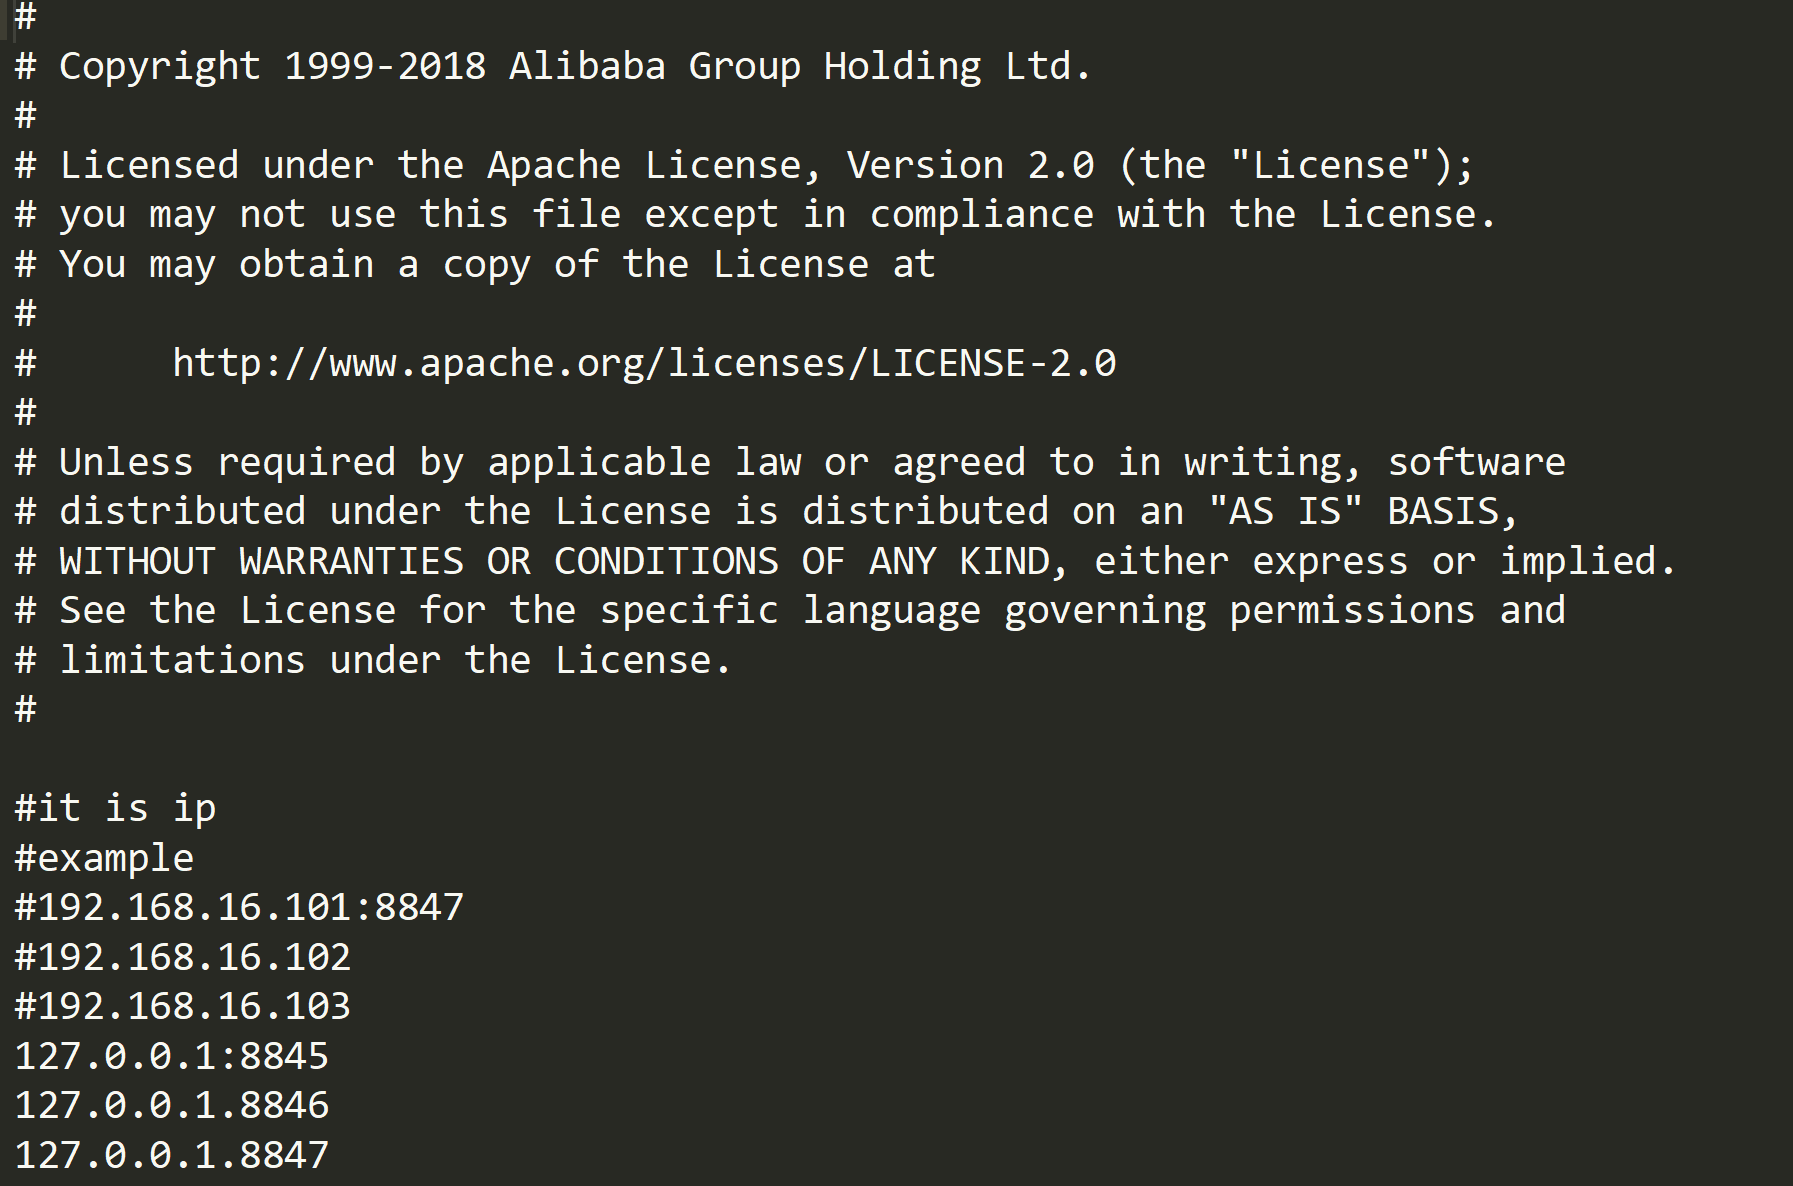 #
# Copyright 1999-2018 Alibaba Group Holding Ltd.
#
# Licensed under the Apache License, Version 2.0 (the "License");
# you may not use this file except in compliance with the License.
# You may obtain a copy of the License at
#
#      http://www.apache.org/licenses/LICENSE-2.0
#
# Unless required by applicable law or agreed to in writing, software
# distributed under the License is distributed on an "AS IS" BASIS,
# WITHOUT WARRANTIES OR CONDITIONS OF ANY KIND, either express or implied.
# See the License for the specific language governing permissions and
# limitations under the License.
#

#it is ip
#example
#192.168.16.101:8847
#192.168.16.102
#192.168.16.103
127.0.0.1:8845
127.0.0.1.8846
127.0.0.1.8847